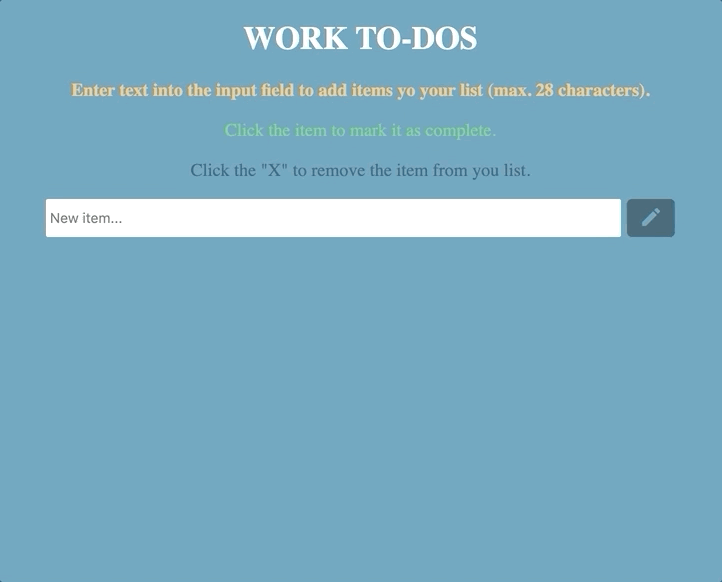 WORK TO-DOS
Enter text into the input field to add items yo your list (max. 28 characters).
Click the item to mark it as complete.
Click the "X" to remove the item from you list.
New item...